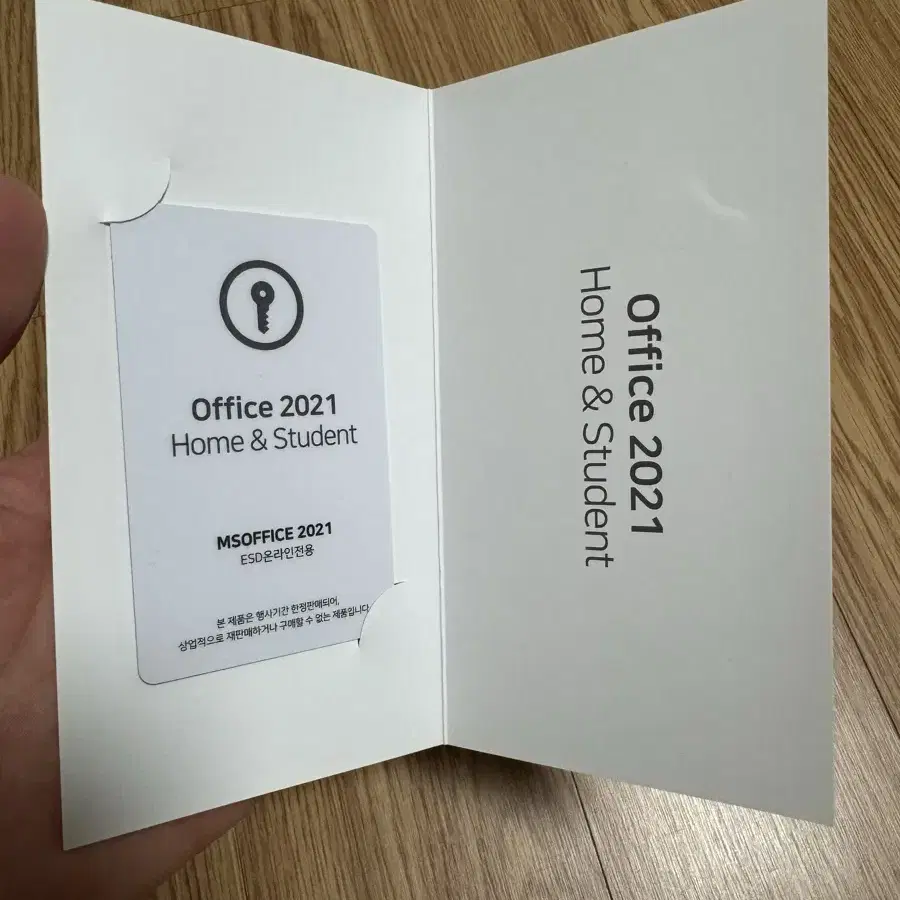 Office 2021
Home & Student
MSOFFICE 2021
ESD온라인전용
본 제품은 행사기간 한정판매되어,
상업적으로 재판매하거나 구매할 수 없는 제품입니다.
Office 2021
Home & Student